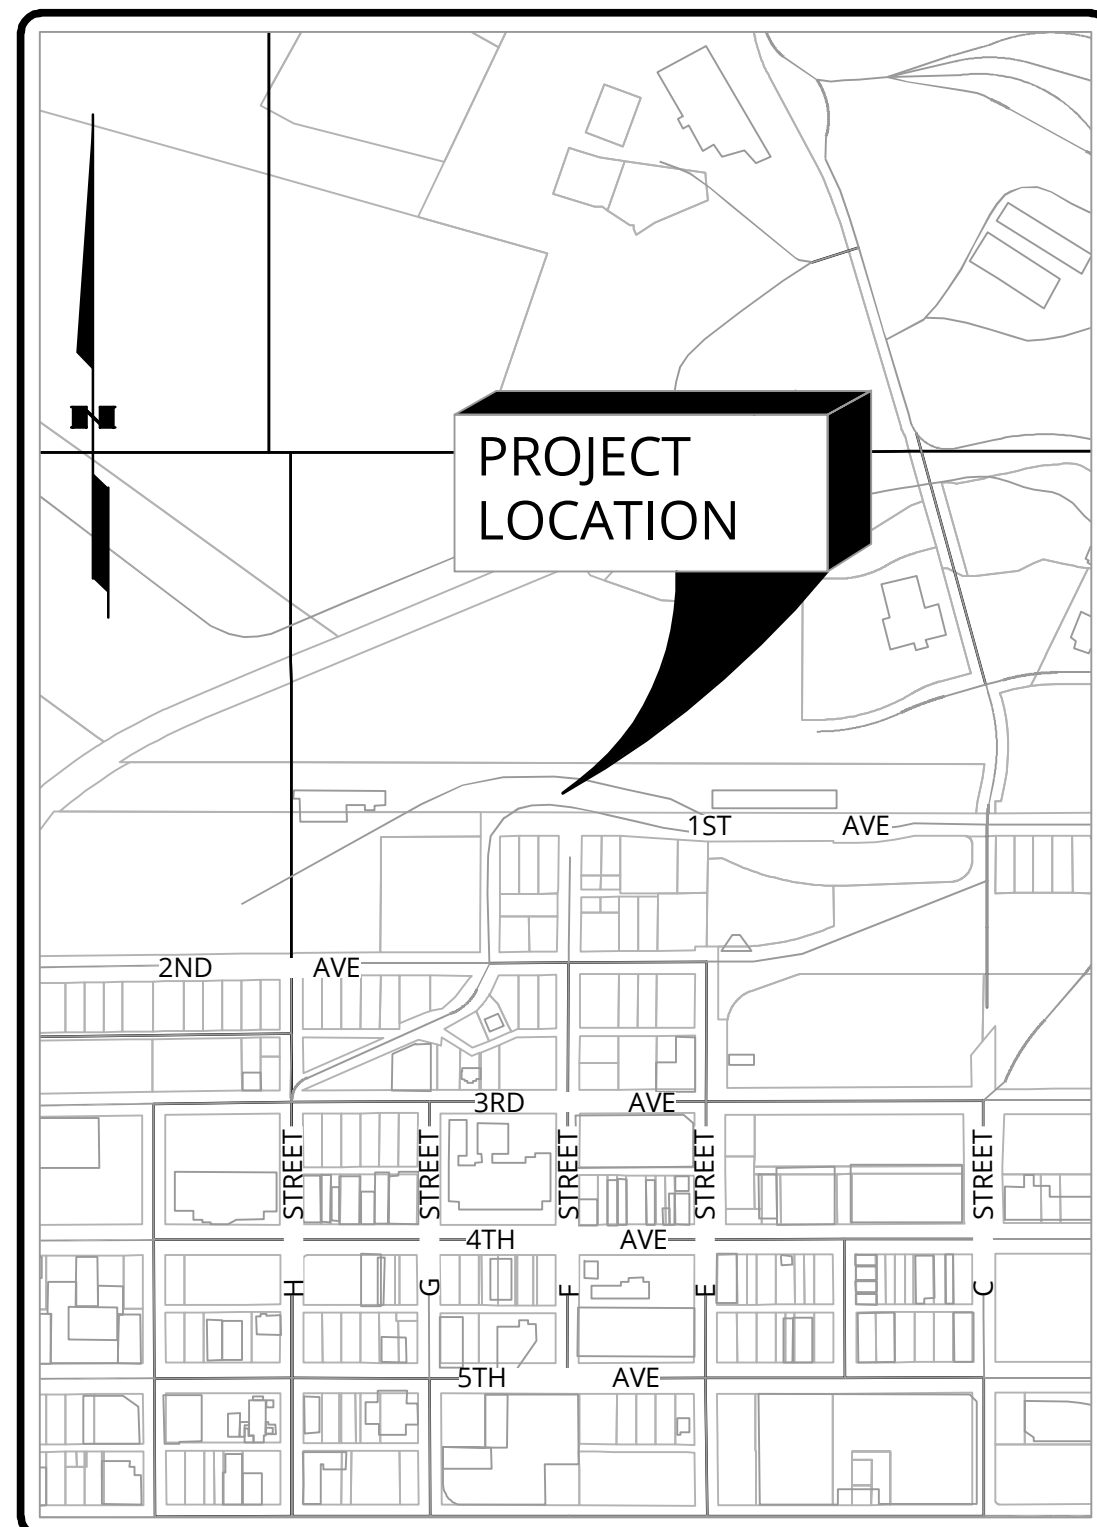 N
PROJECT
LOCATION
1ST AVE
2ND AVE
3RD AVE
H STREET
G STREET
F STREET
E STREET
C STREET
4TH AVE
5TH AVE